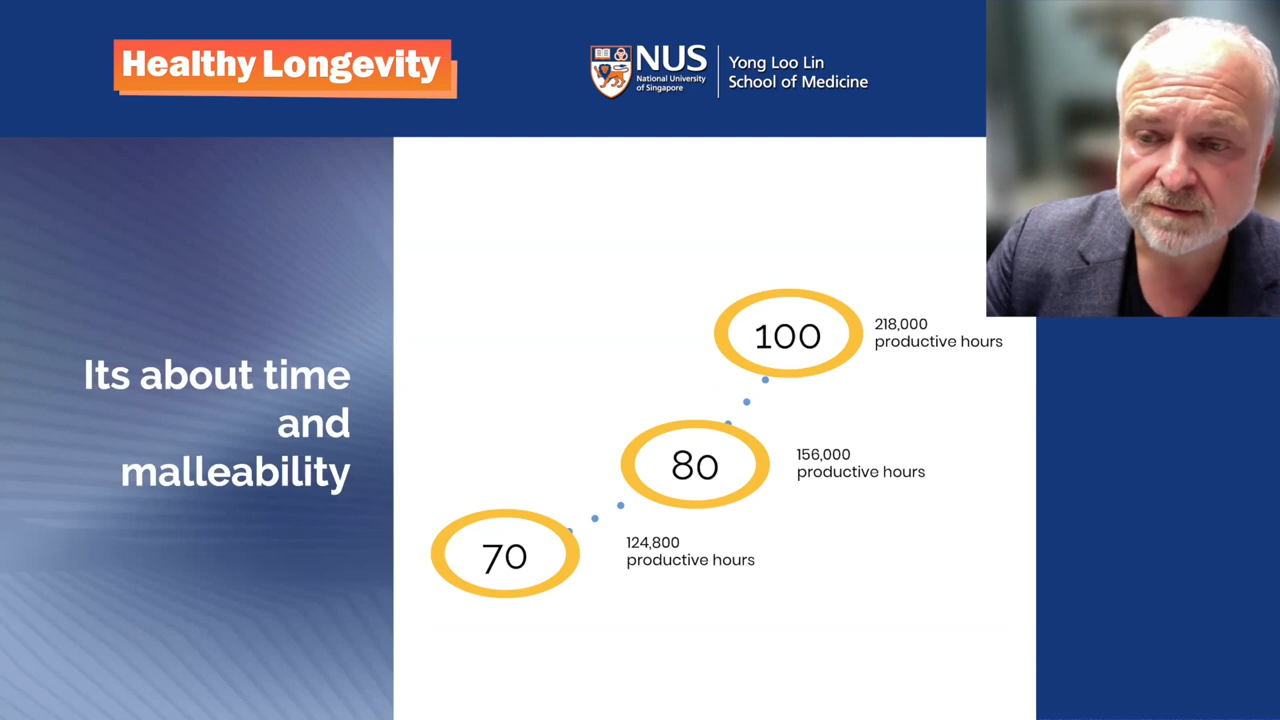 Healthy Longevity
NUS
National University
of Singapore
Yong Loo Lin
School of Medicine
Its about time
and
malleability
100
218,000
productive hours
80
156,000
productive hours
70
124,800
productive hours